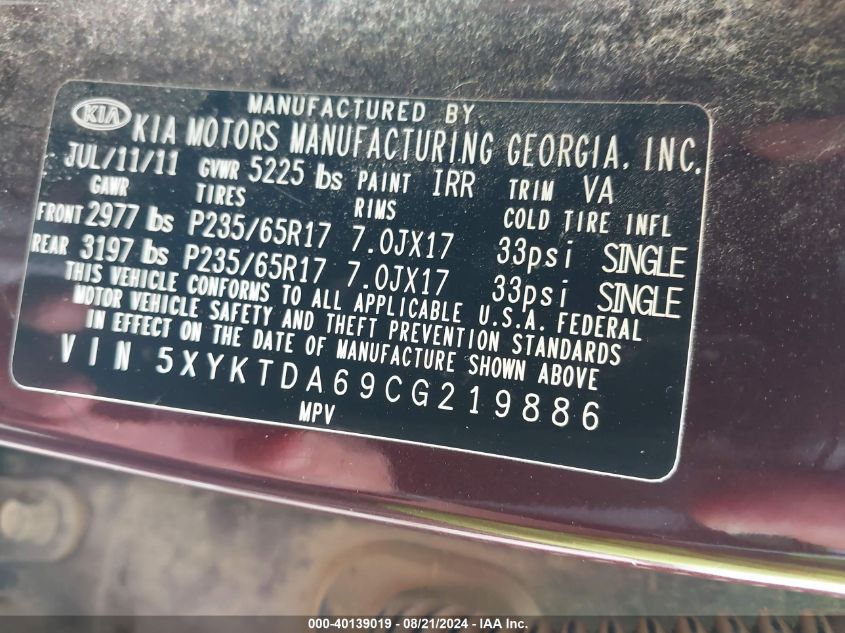 MANUFACTURED BY
KIA KIA MOTORS MANUFACTURING GEORGIA, INC.
JUL/11/11 GVWR 5225 lbs PAINT IRR TRIM VA
GAWR TIRES RIMS COLD TIRE INFL
FRONT 2977 lbs P235/65R17 7.0JX17 33psi SINGLE
REAR 3197 lbs P235/65R17 7.0JX17 33psi SINGLE
THIS VEHICLE CONFORMS TO ALL APPLICABLE U.S.A. FEDERAL
MOTOR VEHICLE SAFETY AND THEFT PREVENTION STANDARDS
IN EFFECT ON THE DATE OF MANUFACTURE SHOWN ABOVE
VIN 5XYKTDA69CG219886
MPV
000-40139019 - 08/21/2024 - IAA Inc.